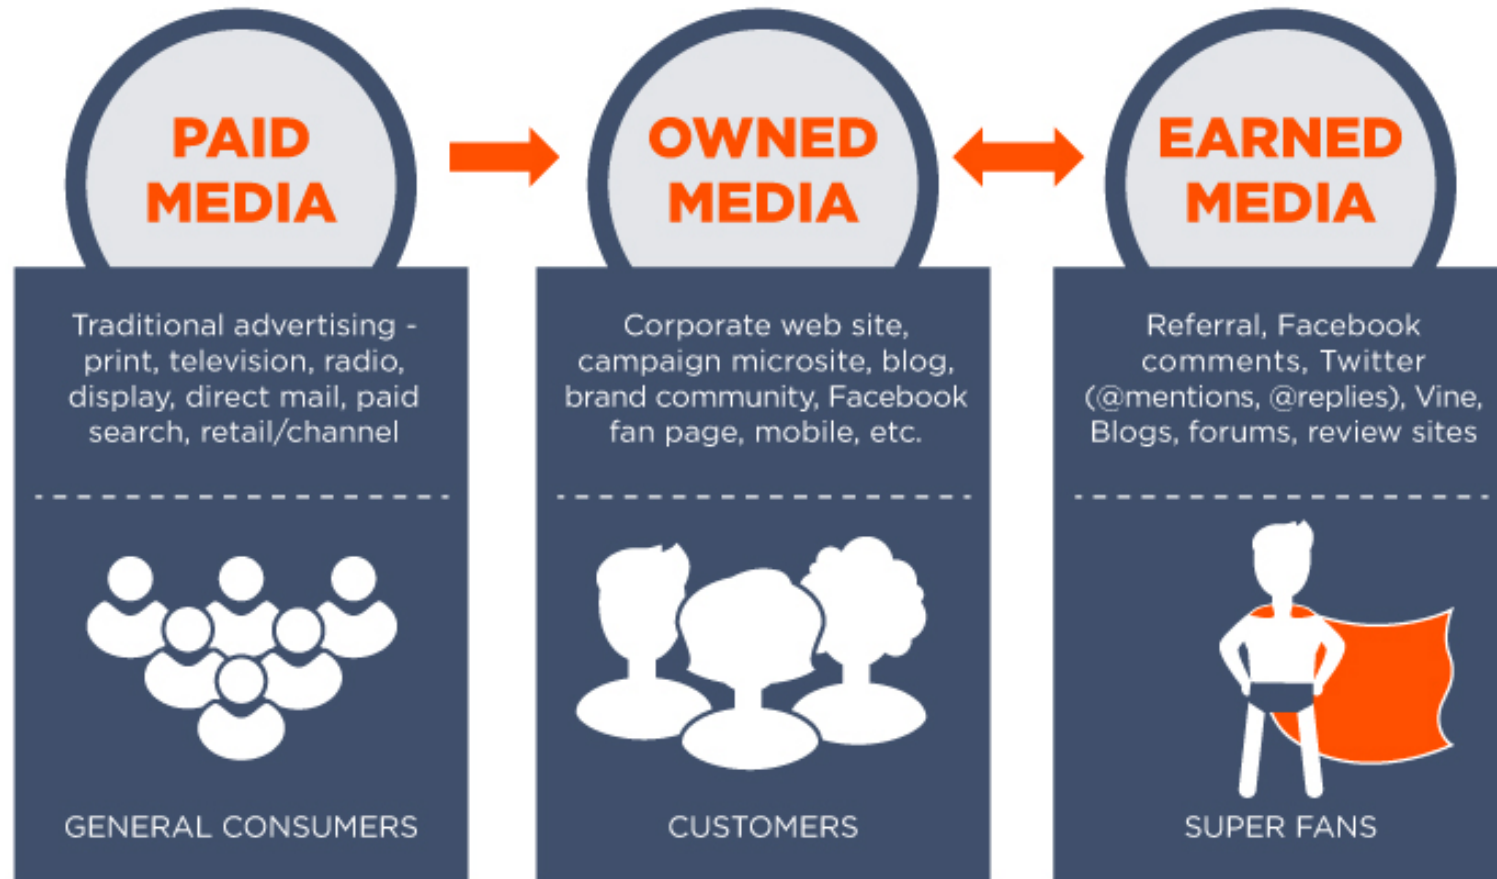 PAID
MEDIA
Traditional advertising -
print, television, radio,
display, direct mail, paid
search, retail/channel
GENERAL CONSUMERS
OWNED
MEDIA
Corporate web site,
campaign microsite, blog,
brand community, Facebook
fan page, mobile, etc.
CUSTOMERS
EARNED
MEDIA
Referral, Facebook
comments, Twitter
(@mentions, @replies), Vine,
Blogs, forums, review sites
SUPER FANS